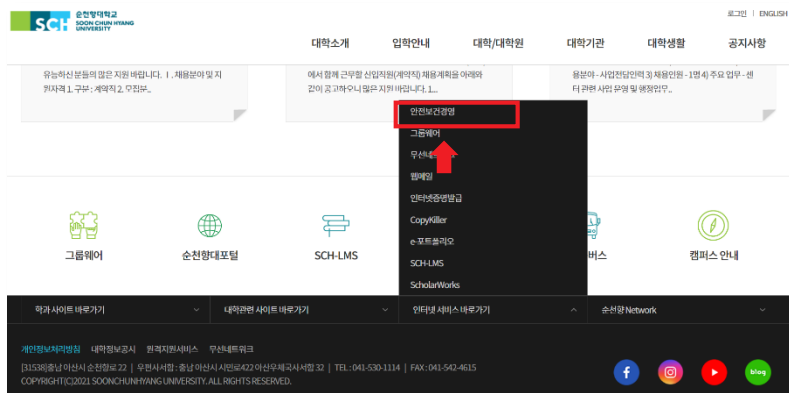 순천향대학교
SCH SOON CHUN HYANG
UNIVERSITY
로그인 | ENGLISH
대학소개 입학안내 대학/대학원 대학기관 대학생활 공지사항
유능하신 분들의 많은 지원 바랍니다. Ⅰ. 채용분야 및 지
원자격 1. 구분 : 계약직 2. 모집분..
에서 함께 근무할 신입직원(계약직) 채용계획을 아래와
같이 공고하오니 많은 지원 바랍니다. 1....
용분야 - 사업전담인력 3) 채용인원 - 1명 4) 주요 업무 - 센
터 관련 사업 운영 및 행정업무..
안전보건경영
그룹웨어
무선네
웹메일
인터넷증명발급
CopyKiller
e-포트폴리오
SCH-LMS
ScholarWorks
그룹웨어 순천향대포털 SCH-LMS 버스 캠퍼스 안내
학과 사이트 바로가기 대학관련 사이트 바로가기 인터넷 서비스 바로가기 순천향 Network
개인정보처리방침 대학정보공시 원격지원서비스 무선네트워크
[31538]충남 아산시 순천향로 22 | 우편사서함 : 충남 아산시 시민로422 아산우체국사서함 32 | TEL : 041-530-1114 | FAX : 041-542-4615
COPYRIGHT(C)2021 SOONCHUNHYANG UNIVERSITY. ALL RIGHTS RESERVED.
blog